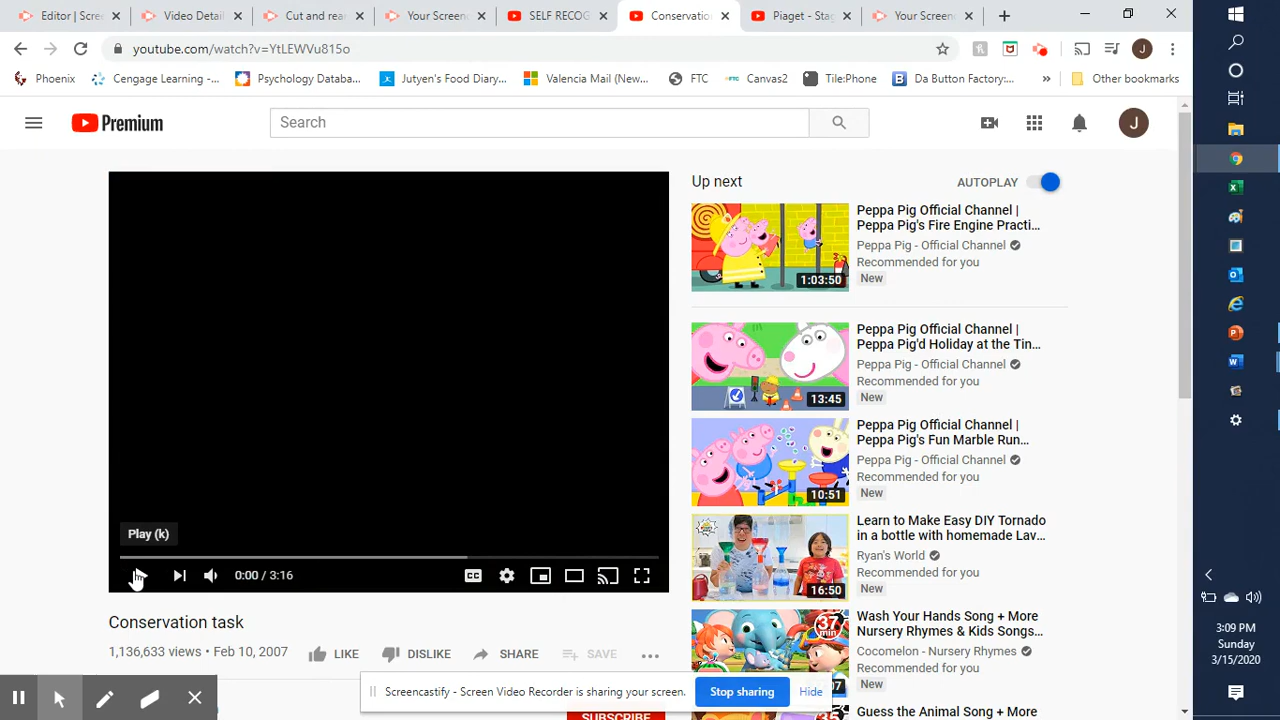 Editor | Sc
Video Detai
Cut and rea
Your Screen
SELF RECOG
Conservatio
Piaget - Stag
Your Screen
youtube.com/watch?v=YtLEWVu815o
J
Phoenix
Cengage Learning -...
Psychology Databa...
Jutyen's Food Diary...
Valencia Mail (New...
FTC
FTC Canvas2
Tile:Phone
Da Button Factory:...
»
Other bookmarks
Premium
Search
J
Up next
AUTOPLAY
Peppa Pig Official Channel |
Peppa Pig's Fire Engine Practi...
Peppa Pig - Official Channel
Recommended for you
New
1:03:50
Peppa Pig Official Channel |
Peppa Pig'd Holiday at the Tin...
Peppa Pig - Official Channel
Recommended for you
New
13:45
Peppa Pig Official Channel |
Peppa Pig's Fun Marble Run...
Peppa Pig - Official Channel
Recommended for you
New
10:51
Learn to Make Easy DIY Tornado
in a bottle with homemade Lav...
Ryan's World
Recommended for you
New
16:50
Wash Your Hands Song + More
Nursery Rhymes & Kids Songs...
Cocomelon - Nursery Rhymes
Recommended for you
New
37
min
Guess the Animal Song + More
Play (k)
0:00 / 3:16
CC
Conservation task
1,136,633 views • Feb 10, 2007
LIKE
DISLIKE
SHARE
SAVE
Screencastify - Screen Video Recorder is sharing your screen.
Stop sharing
Hide
SUBSCRIBE
3:09 PM
Sunday
3/15/2020